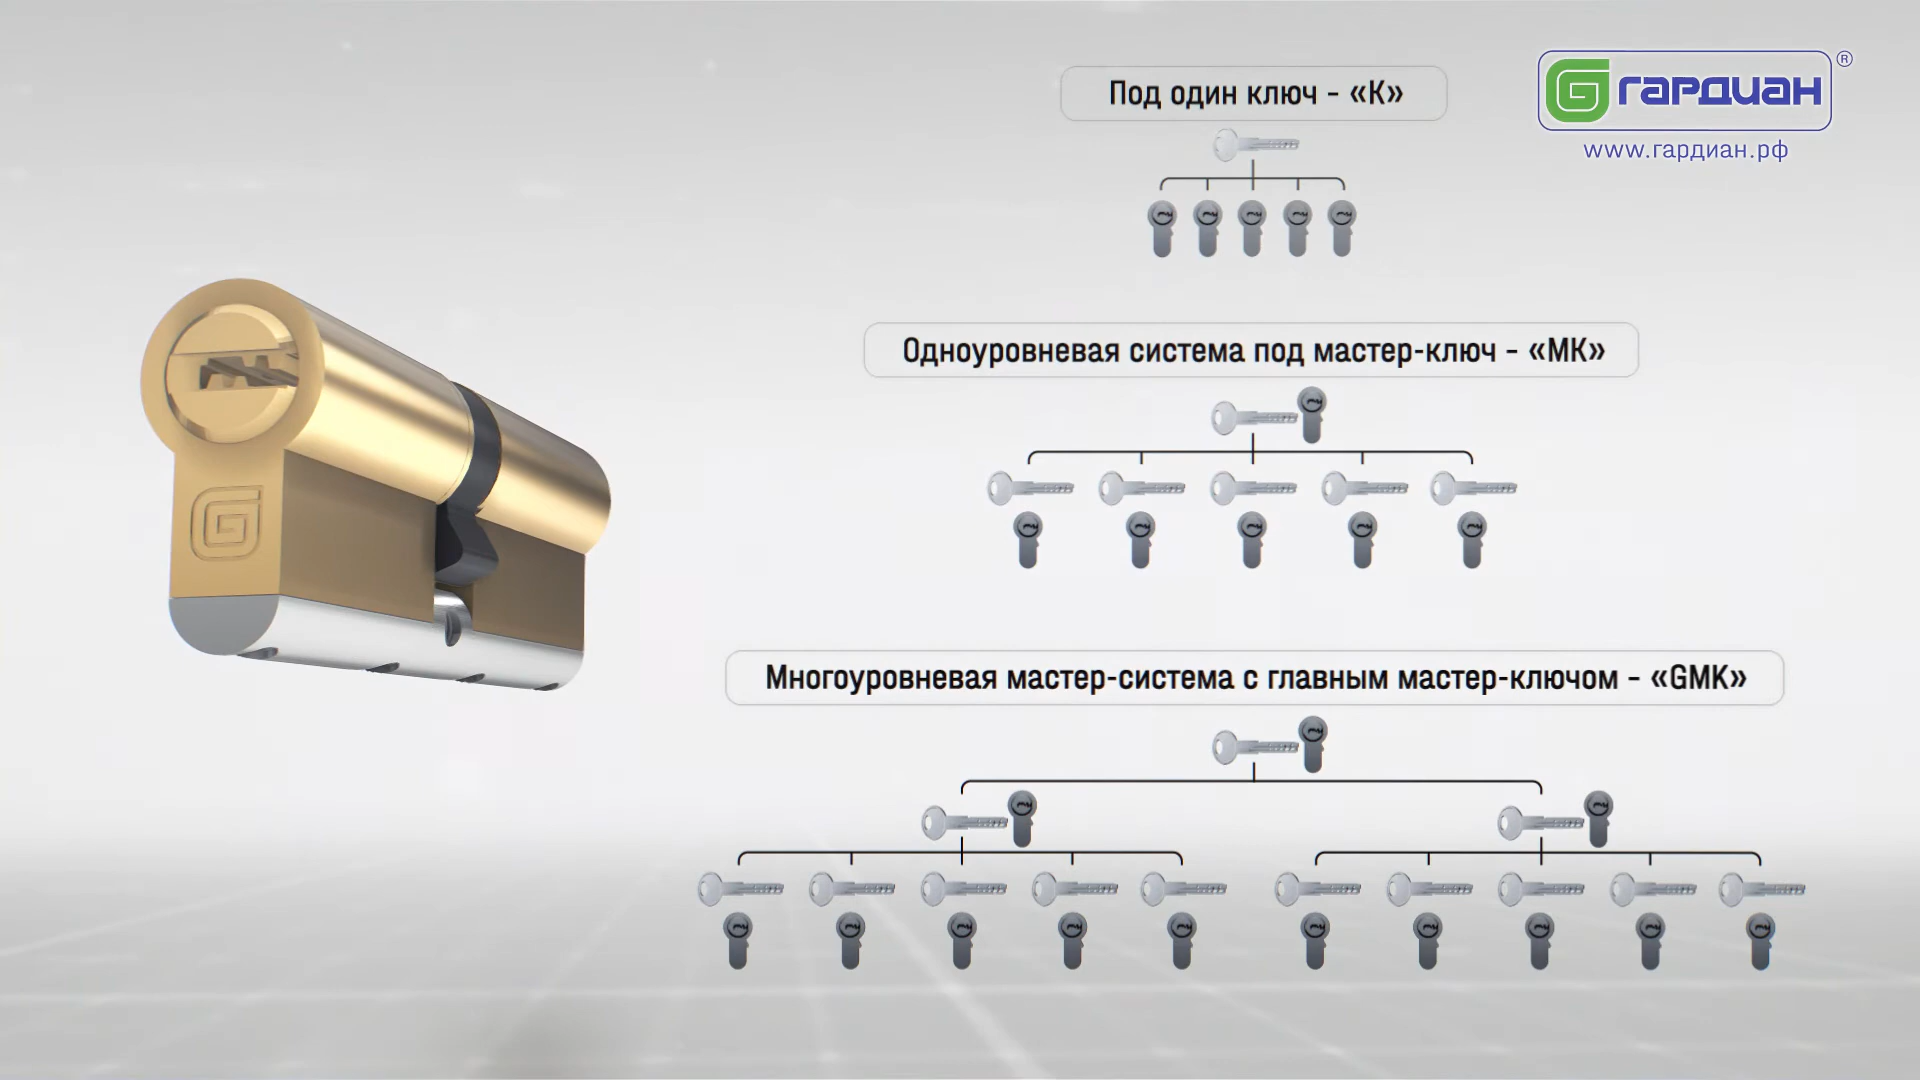 Под один ключ - «К»
гардиан®
www.гардиан.рф
Одноуровневая система под мастер-ключ - «МК»
Многоуровневая мастер-система с главным мастер-ключом - «GMK»